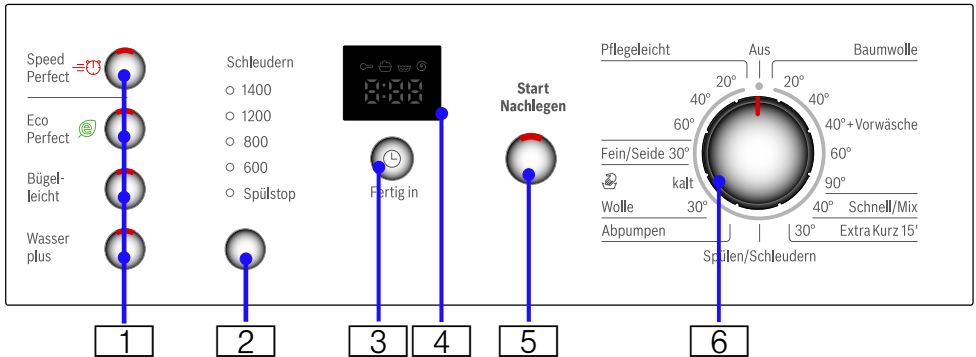 Speed
Perfect
Eco
Perfect
Bügel-
leicht
Wasser
plus
Schleudern
1400
1200
800
600
Spülstop
8:88
Fertig in
Start
Nachlegen
Pflegeleicht
Aus
Baumwolle
20°
20°
40°
40°
60°
40°+Vorwäsche
Fein/Seide 30°
60°
kalt
90°
Wolle 30°
40° Schnell/Mix
Abpumpen
30° Extra Kurz 15'
Spülen/Schleudern
1
2
3
4
5
6